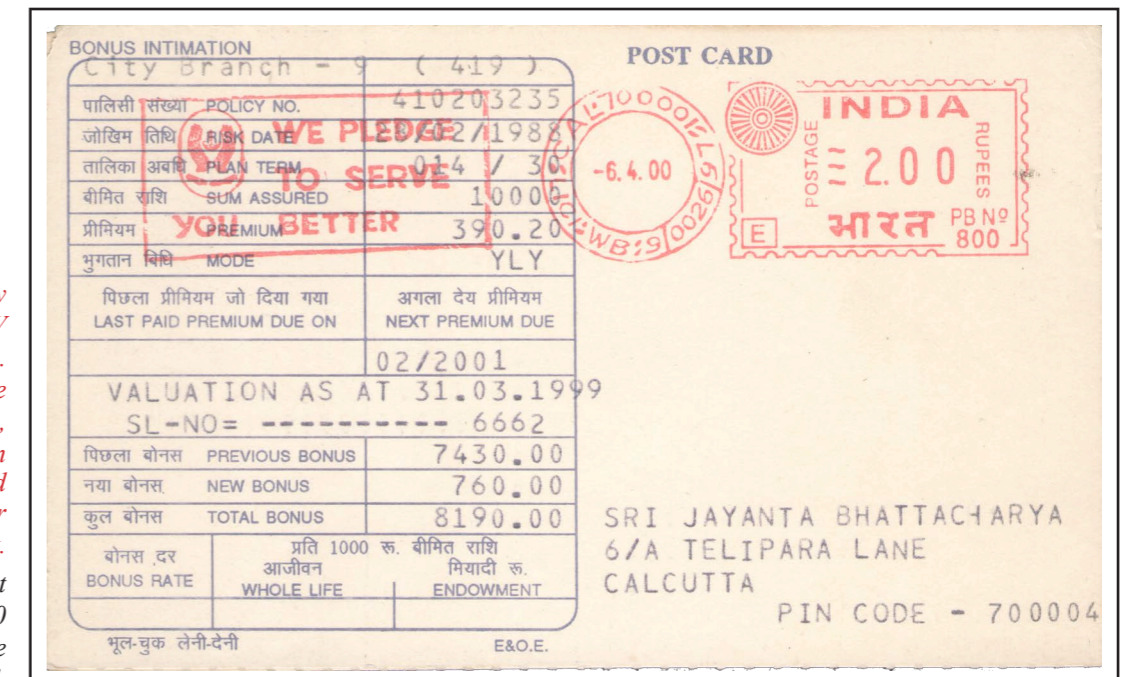 BONUS INTIMATION
City Branch - 9 ( 419 )
पालिसी संख्या POLICY NO. 410203235
जोखिम तिथि RISK DATE 28/02/1988
तालिका अवधि PLAN TERM 014 / 30
बीमित राशि SUM ASSURED 10000
प्रीमियम PREMIUM 390.20
भुगतान विधि MODE YLY
WE PLEDGE
TO SERVE
YOU BETTER
पिछला प्रीमियम जो दिया गया
LAST PAID PREMIUM DUE ON
अगला देय प्रीमियम
NEXT PREMIUM DUE
02/2001
VALUATION AS AT 31.03.1999
SL-NO= ----------- 6662
पिछला बोनस PREVIOUS BONUS 7430.00
नया बोनस NEW BONUS 760.00
कुल बोनस TOTAL BONUS 8190.00
बोनस दर
BONUS RATE
प्रति 1000 रू. बीमित राशि
आजीवन
WHOLE LIFE
मियादी रू.
ENDOWMENT
भूल-चुक लेनी-देनी E&O.E.
POST CARD
-6.4.00
INDIA
POSTAGE
2.00
RUPEES
E
भारत
PB Nº
800
SRI JAYANTA BHATTACHARYA
6/A TELIPARA LANE
CALCUTTA
PIN CODE - 700004